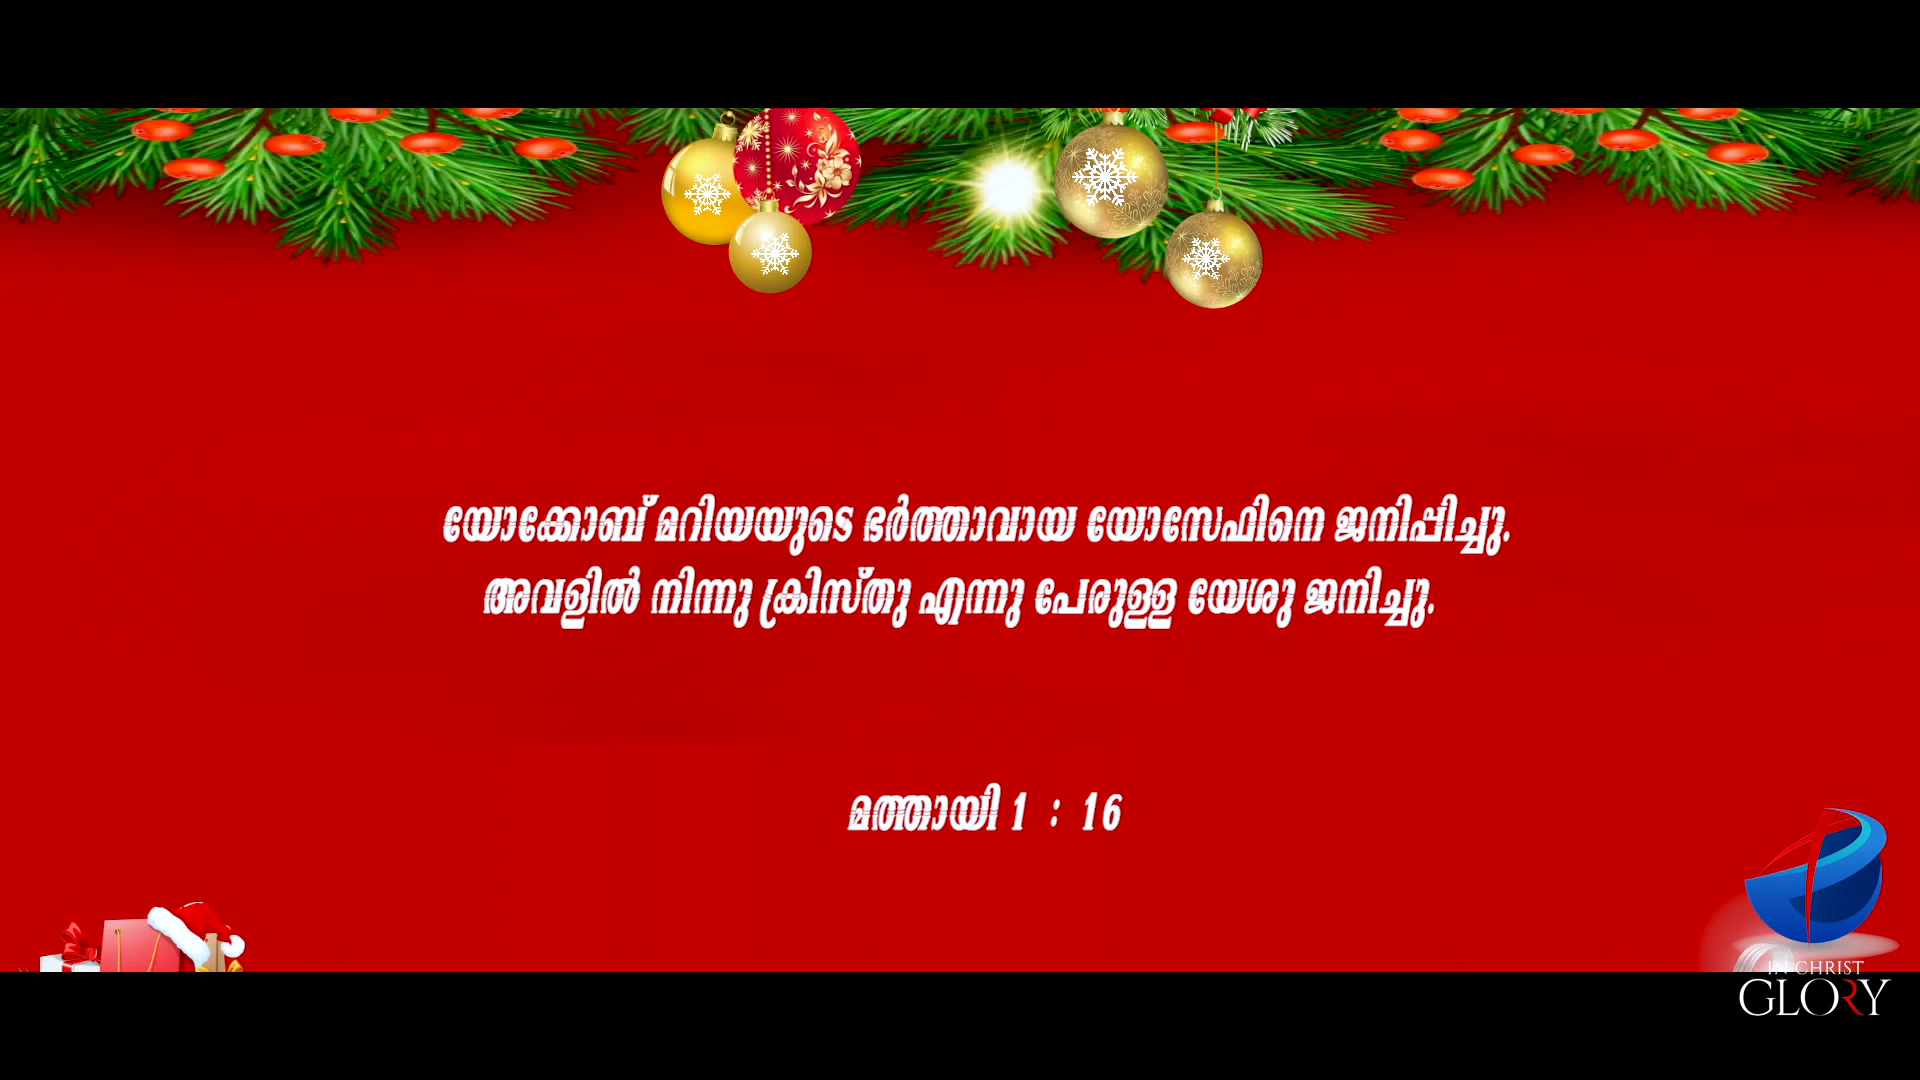 യോക്കോബ് മറിയയുടെ ഭർത്താവായ യോസേഫിനെ ജനിപ്പിച്ചു.
അവളിൽ നിന്നു ക്രിസ്തു എന്നു പേരുള്ള യേശു ജനിച്ചു.
മത്തായി 1 : 16
IN CHRIST
GLORY